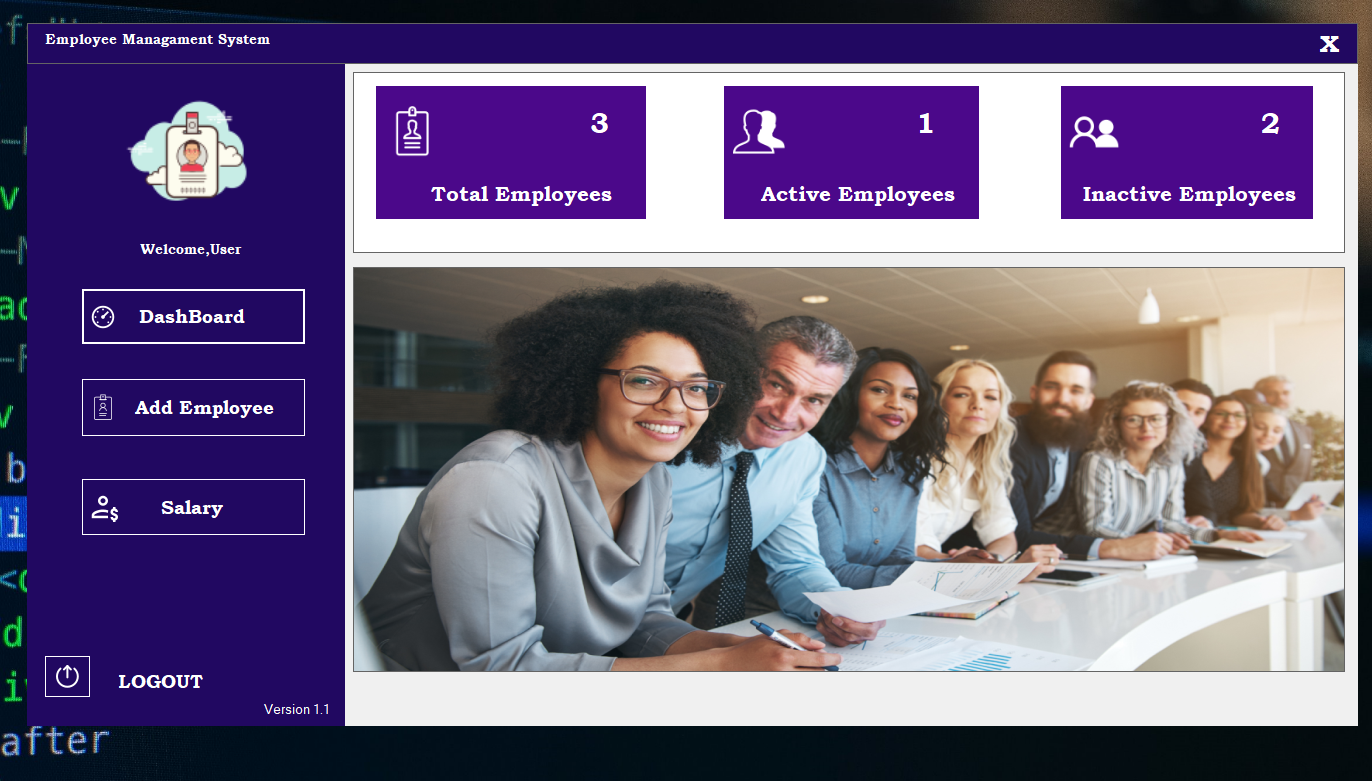 Employee Managament System
X
Welcome,User
DashBoard
Add Employee
Salary
LOGOUT
Version 1.1
3
Total Employees
1
Active Employees
2
Inactive Employees
b
d
after